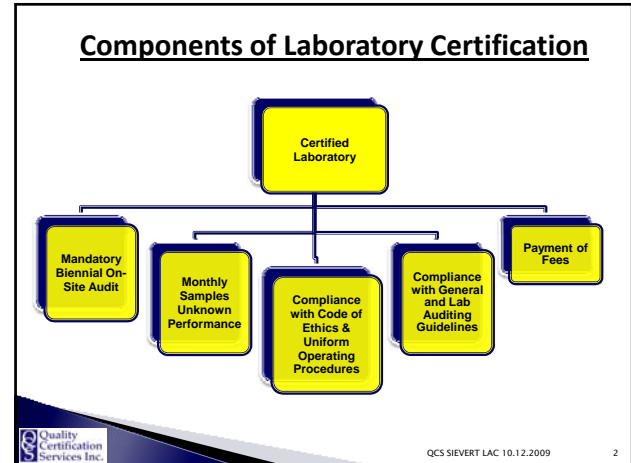 Components of Laboratory Certification
Certified
Laboratory
Mandatory
Biennial On-
Site Audit
Monthly
Samples
Unknown
Performance
Compliance
with Code of
Ethics &
Uniform
Operating
Procedures
Compliance
with General
and Lab
Auditing
Guidelines
Payment of
Fees
Quality
Certification
Services Inc.
QCS SIEVERT LAC 10.12.2009
2